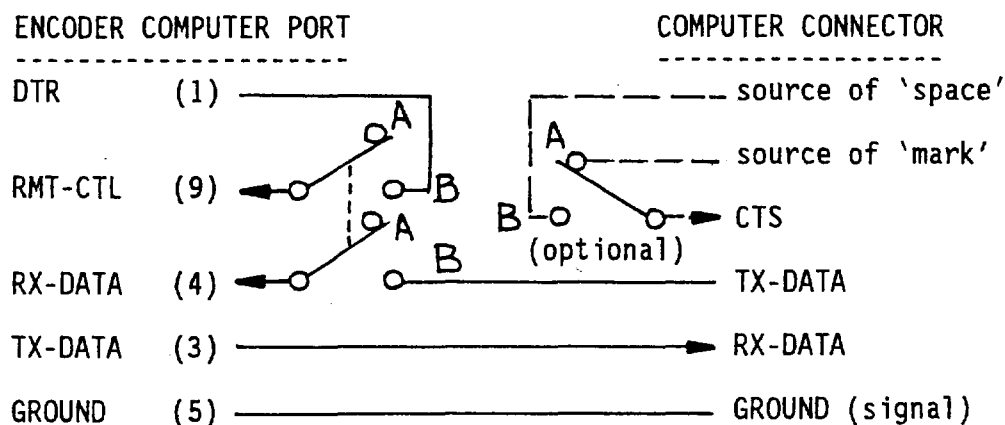 ENCODER COMPUTER PORT
COMPUTER CONNECTOR
DTR (1)
source of 'space'
A
A
source of 'mark'
RMT-CTL (9)
B
B
CTS
A
(optional)
B
RX-DATA (4)
TX-DATA
TX-DATA (3)
RX-DATA
GROUND (5)
GROUND (signal)